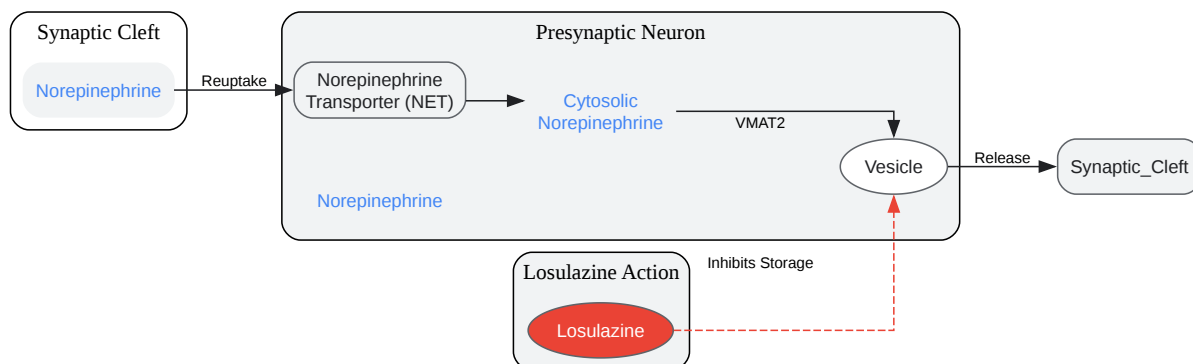 Synaptic Cleft
Norepinephrine
Reuptake
Presynaptic Neuron
Norepinephrine
Transporter (NET)
Cytosolic
Norepinephrine
VMAT2
Vesicle
Release
Synaptic_Cleft
Norepinephrine
Losulazine Action
Losulazine
Inhibits Storage